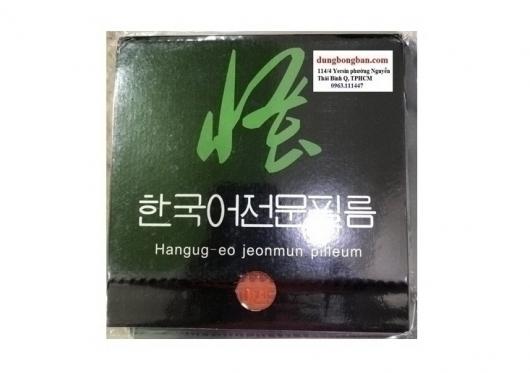 dungbongban.com
114/4 Yersin phường Nguyễn
Thái Bình Q, TPHCM
0963.111447
한국어전문필름
Hangug-eo jeonmun pilleum